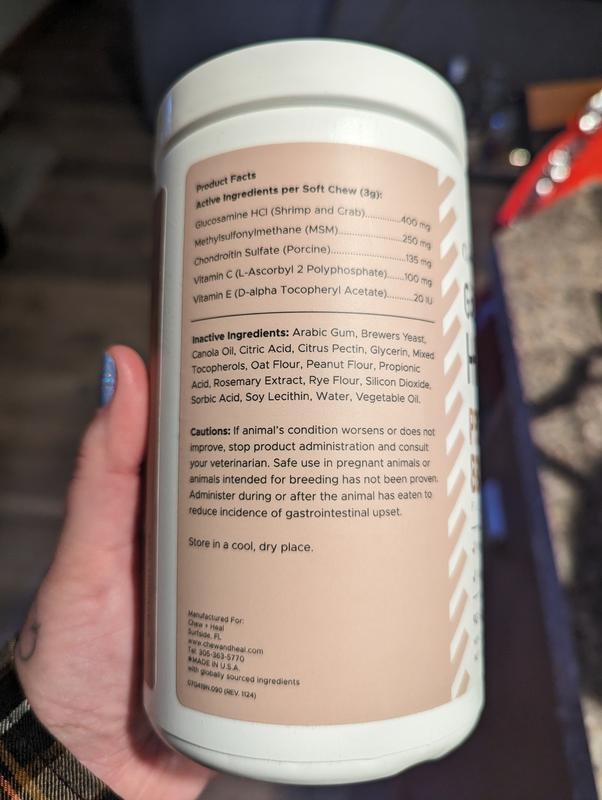 Product Facts
Active Ingredients per Soft Chew (3g):
Glucosamine HCl (Shrimp and Crab)..............400 mg
Methylsulfonylmethane (MSM)........................250 mg
Chondroitin Sulfate (Porcine)..........................135 mg
Vitamin C (L-Ascorbyl 2 Polyphosphate)......100 mg
Vitamin E (D-alpha Tocopheryl Acetate).........20 IU
Inactive Ingredients: Arabic Gum, Brewers Yeast,
Canola Oil, Citric Acid, Citrus Pectin, Glycerin, Mixed
Tocopherols, Oat Flour, Peanut Flour, Propionic
Acid, Rosemary Extract, Rye Flour, Silicon Dioxide,
Sorbic Acid, Soy Lecithin, Water, Vegetable Oil.
Cautions: If animal's condition worsens or does not
improve, stop product administration and consult
your veterinarian. Safe use in pregnant animals or
animals intended for breeding has not been proven.
Administer during or after the animal has eaten to
reduce incidence of gastrointestinal upset.
Store in a cool, dry place.
Manufactured For:
Chew + Heal
Surfside, FL
www.chewandheal.com
Tel 305-363-5770
*MADE IN U.S.A.
with globally sourced ingredients
070419N.090 (REV. 1124)